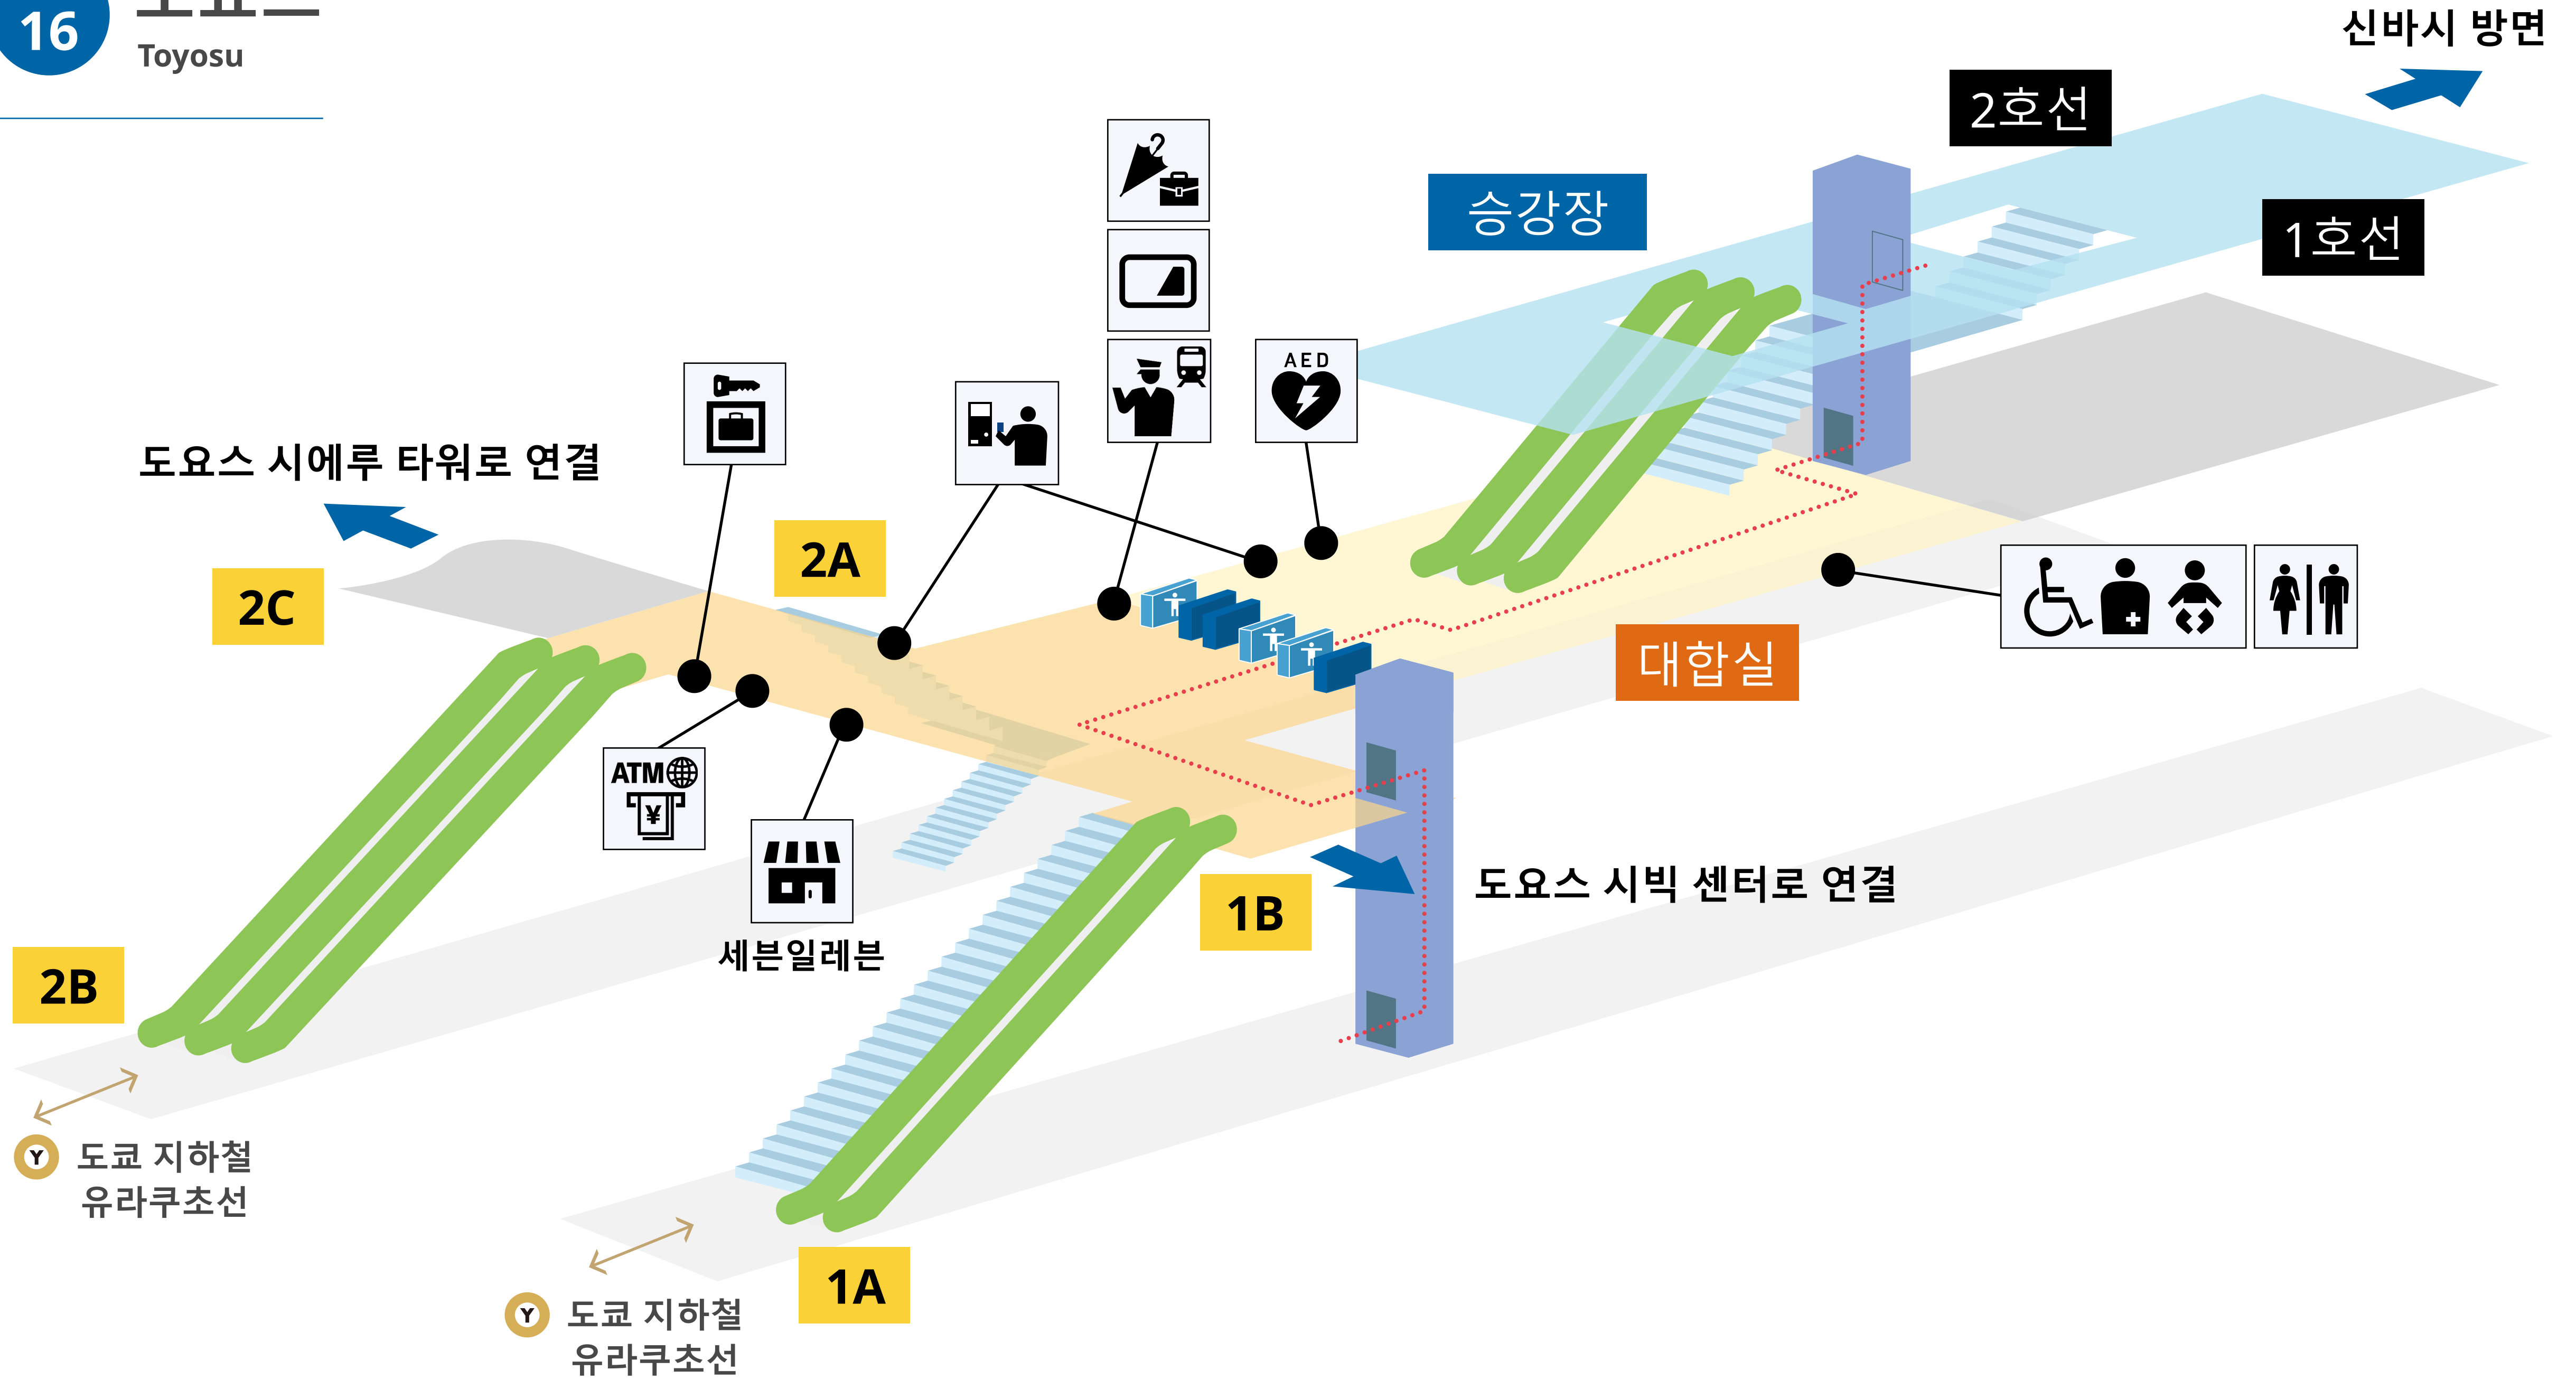 16
Toyosu
신바시 방면
2호선
승강장
1호선
AED
도요스 시에루 타워로 연결
2A
2C
대합실
ATM
¥
세븐일레븐
1B
도요스 시빅 센터로 연결
2B
Y 도쿄 지하철
유라쿠초선
1A
Y 도쿄 지하철
유라쿠초선